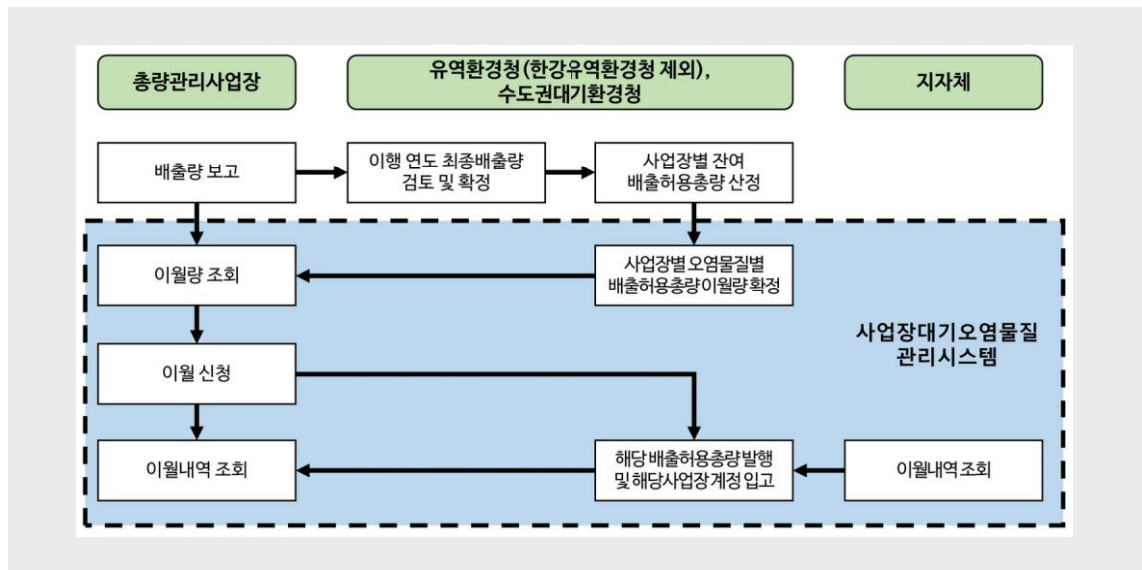 총량관리사업장
유역환경청(한강유역환경청 제외),
수도권대기환경청
지자체
배출량 보고
이행 연도 최종배출량
검토 및 확정
사업장별 잔여
배출허용총량 산정
이월량 조회
사업장별 오염물질별
배출허용총량 이월량 확정
사업장대기오염물질
관리시스템
이월 신청
이월내역 조회
해당 배출허용총량 발행
및 해당사업장 계정 입고
이월내역 조회